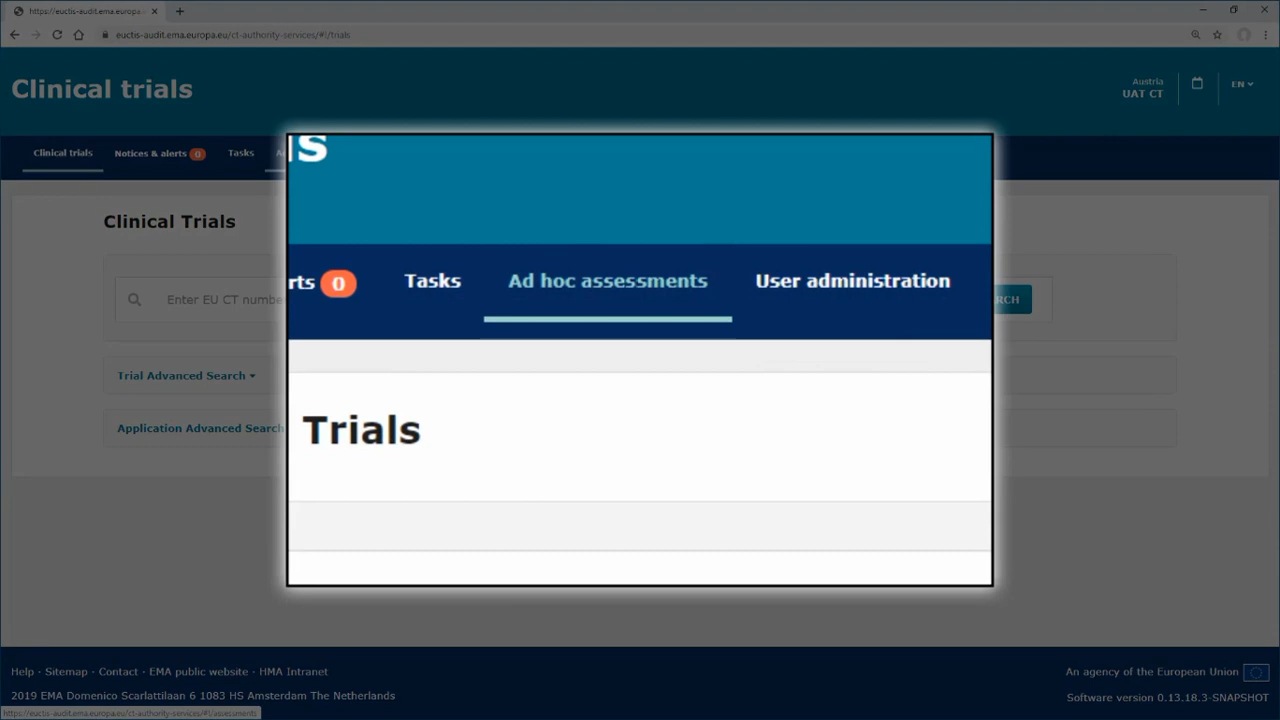 https://euctis-audit.ema.europa.
euctis-audit.ema.europa.eu/ct-authority-services/#!/trials
Clinical trials
Austria
UAT CT
EN
Clinical trials
Notices & alerts 0
Tasks
Clinical Trials
Enter EU CT numbe
RCH
Trial Advanced Search
Application Advanced Search
s
rts 0
Tasks
Ad hoc assessments
User administration
Trials
Help · Sitemap · Contact · EMA public website · HMA Intranet
An agency of the European Union
2019 EMA Domenico Scarlattilaan 6 1083 HS Amsterdam The Netherlands
Software version 0.13.18.3-SNAPSHOT
https://euctis-audit.ema.europa.eu/ct-authority-services/#!/assessments